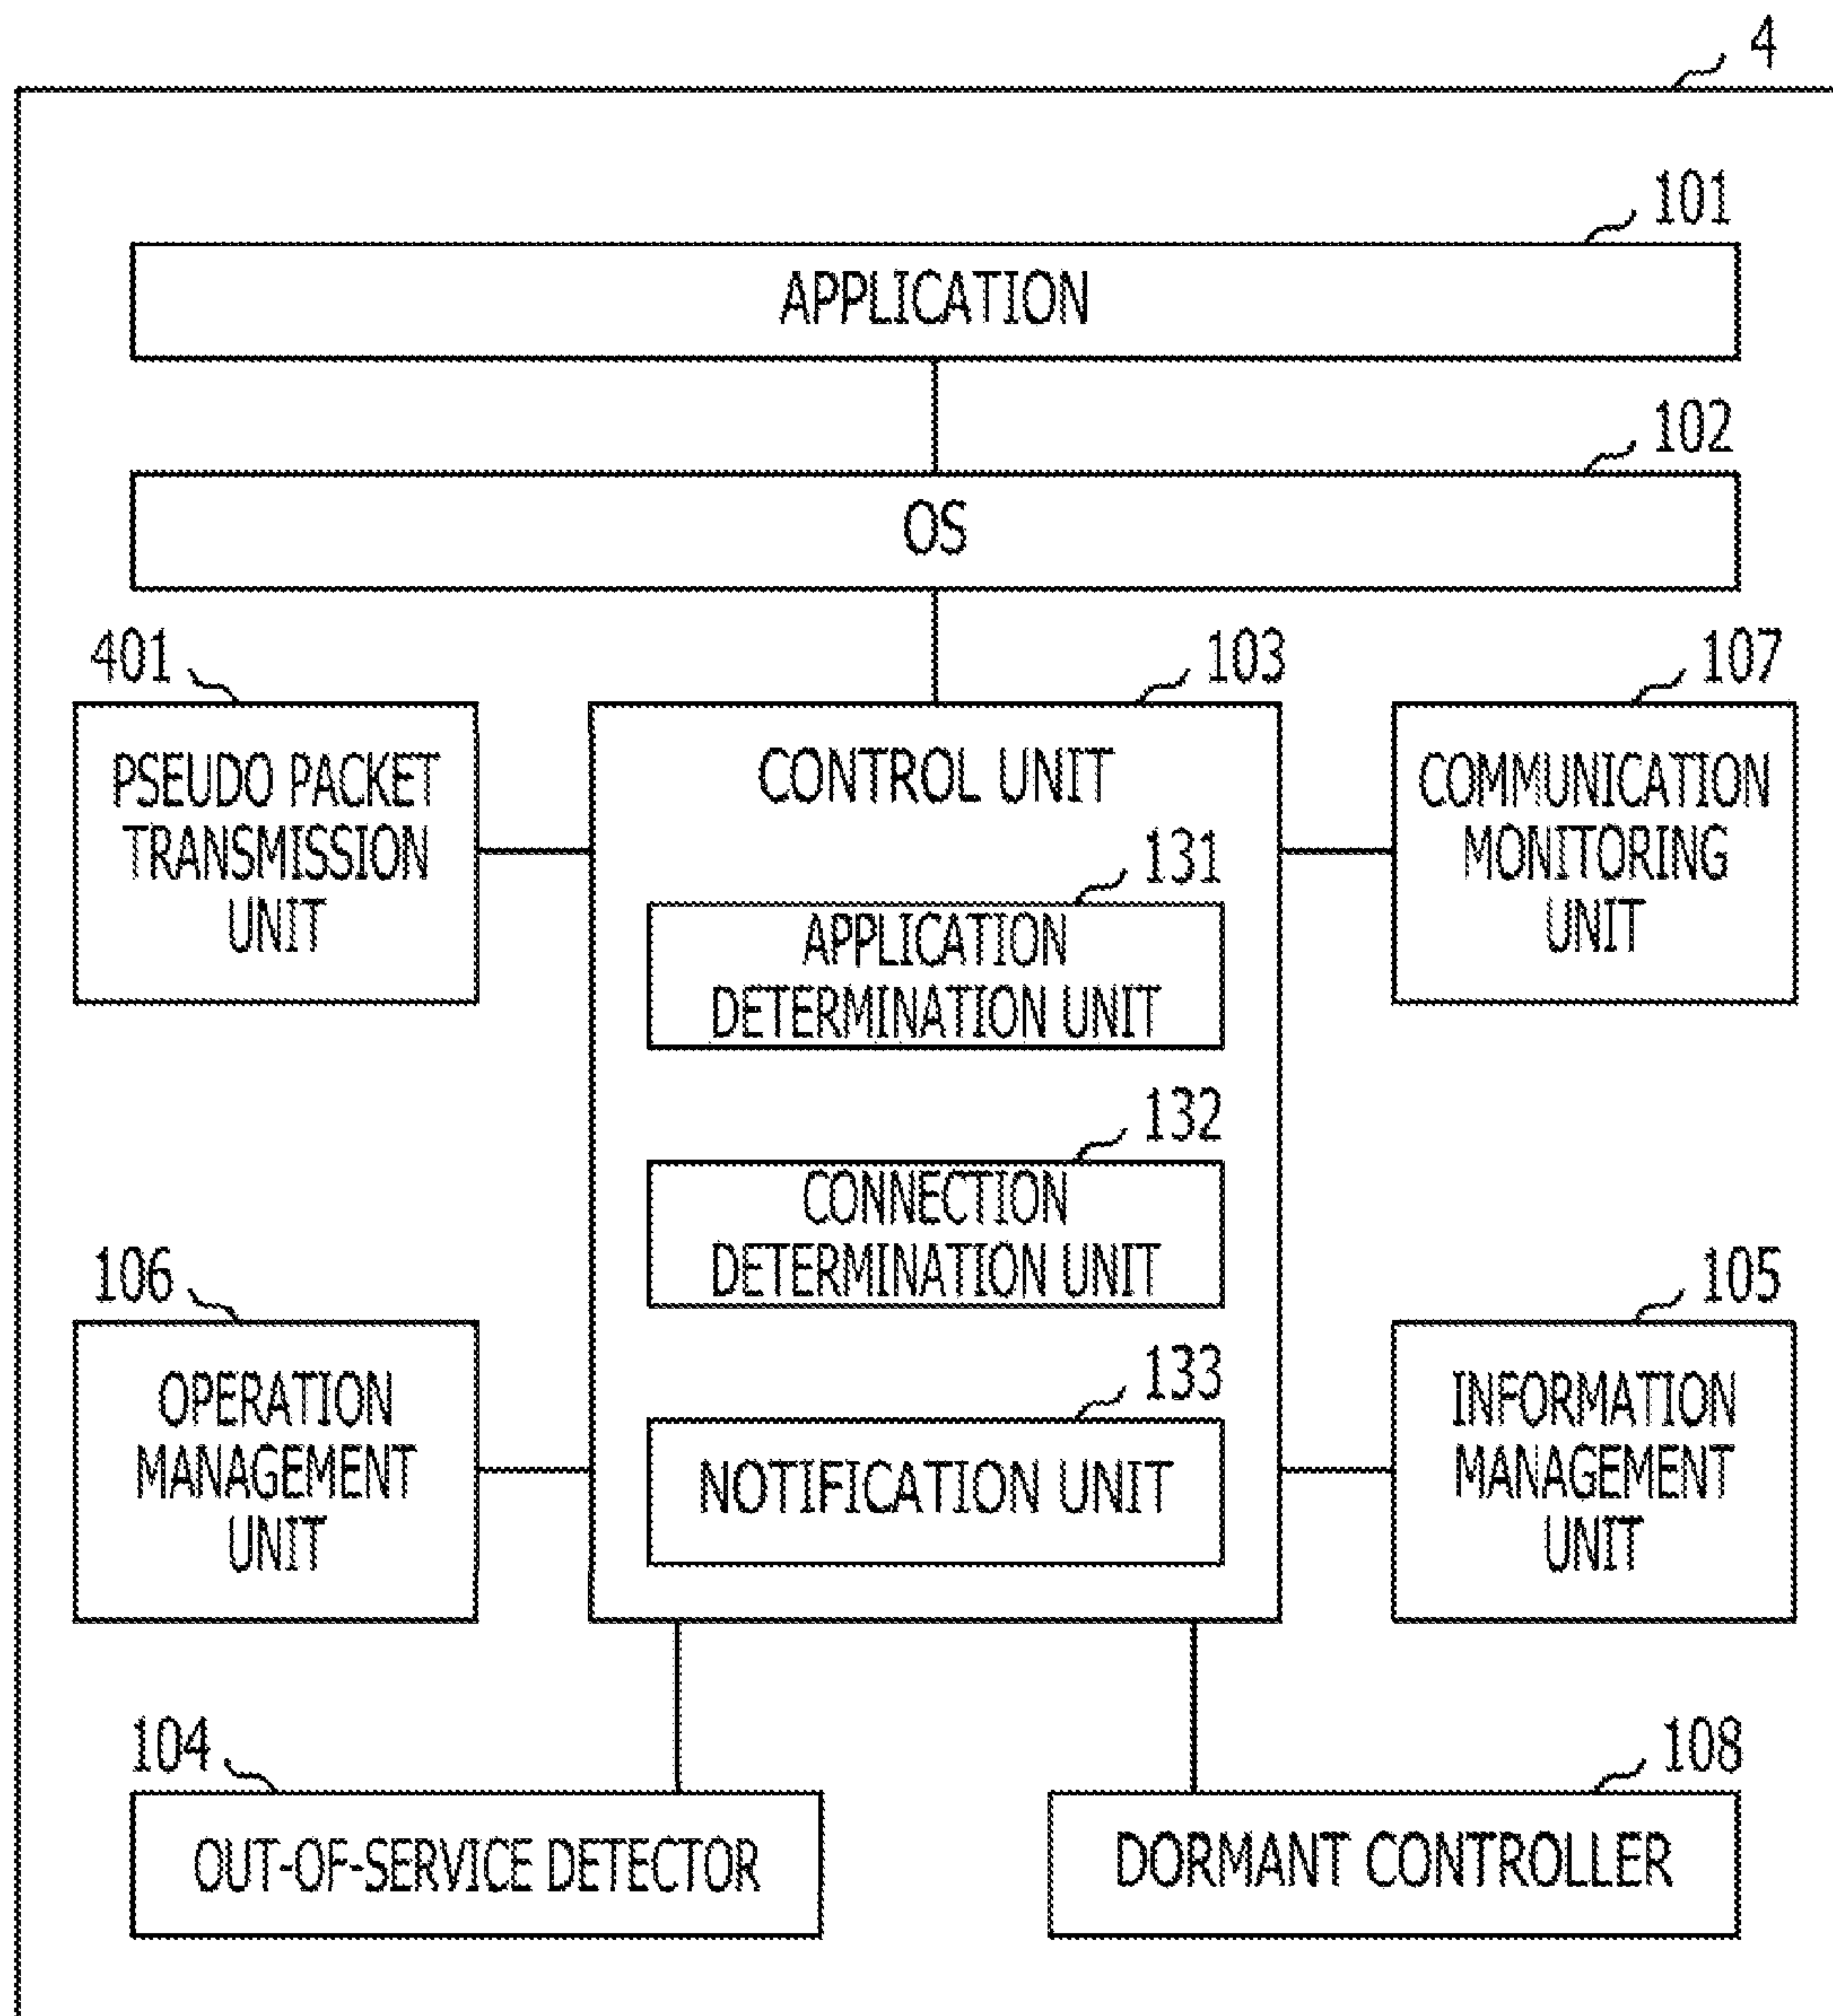 4
101
APPLICATION
102
OS
401
PSEUDO PACKET
TRANSMISSION
UNIT
103
CONTROL UNIT
107
COMMUNICATION
MONITORING
UNIT
131
APPLICATION
DETERMINATION UNIT
132
CONNECTION
DETERMINATION UNIT
133
NOTIFICATION UNIT
106
OPERATION
MANAGEMENT
UNIT
105
INFORMATION
MANAGEMENT
UNIT
104
OUT-OF-SERVICE DETECTOR
108
DORMANT CONTROLLER